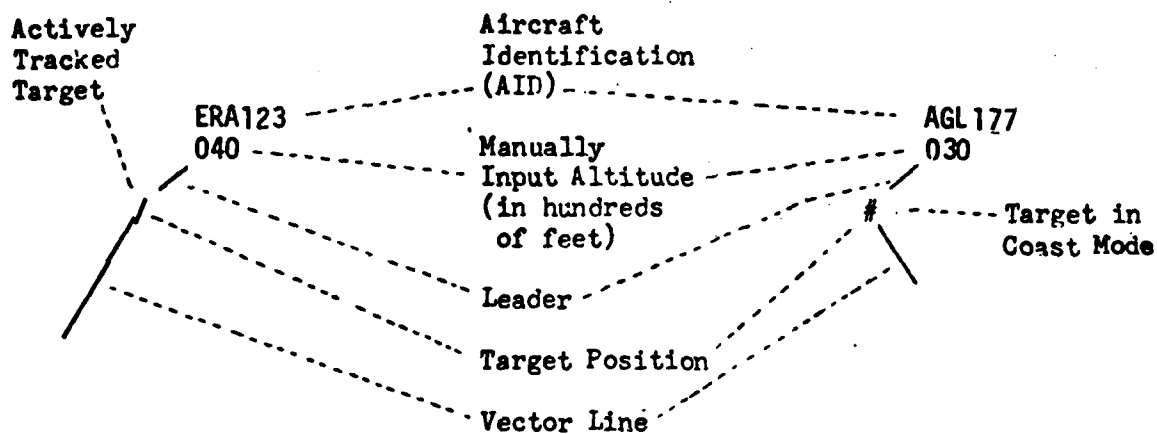 Actively
Tracked
Target
Aircraft
Identification
(AID)
ERA123
040
AGL177
030
Manually
Input Altitude
(in hundreds
of feet)
#
Target in
Coast Mode
Leader
Target Position
Vector Line